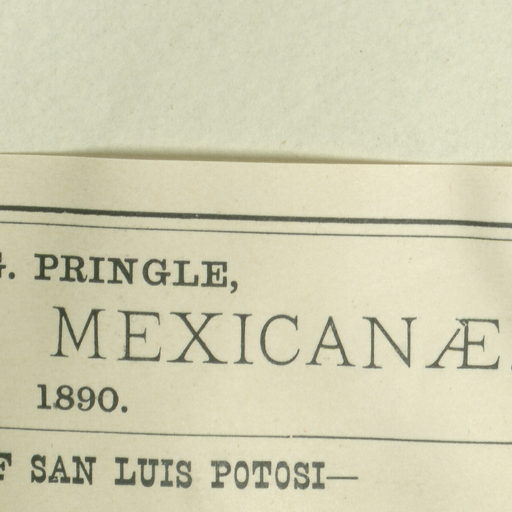 G. PRINGLE,
MEXICANÆ.
1890.
F SAN LUIS POTOSI—